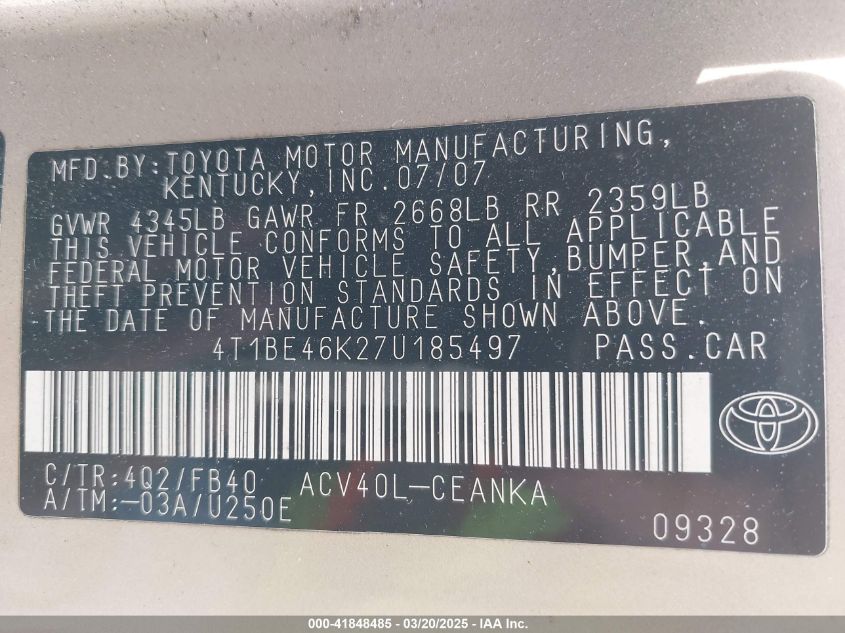 MFD. BY: TOYOTA MOTOR MANUFACTURING,
KENTUCKY, INC. 07/07
GVWR 4345LB GAWR FR 2668LB RR 2359LB
THIS VEHICLE CONFORMS TO ALL APPLICABLE
FEDERAL MOTOR VEHICLE SAFETY, BUMPER, AND
THEFT PREVENTION STANDARDS IN EFFECT ON
THE DATE OF MANUFACTURE SHOWN ABOVE.
4T1BE46K27U185497 PASS. CAR
C/TR: 4Q2/FB40 ACV40L-CEANKA
A/TM: -03A/U250E
09328
000-41848485 - 03/20/2025 - IAA Inc.